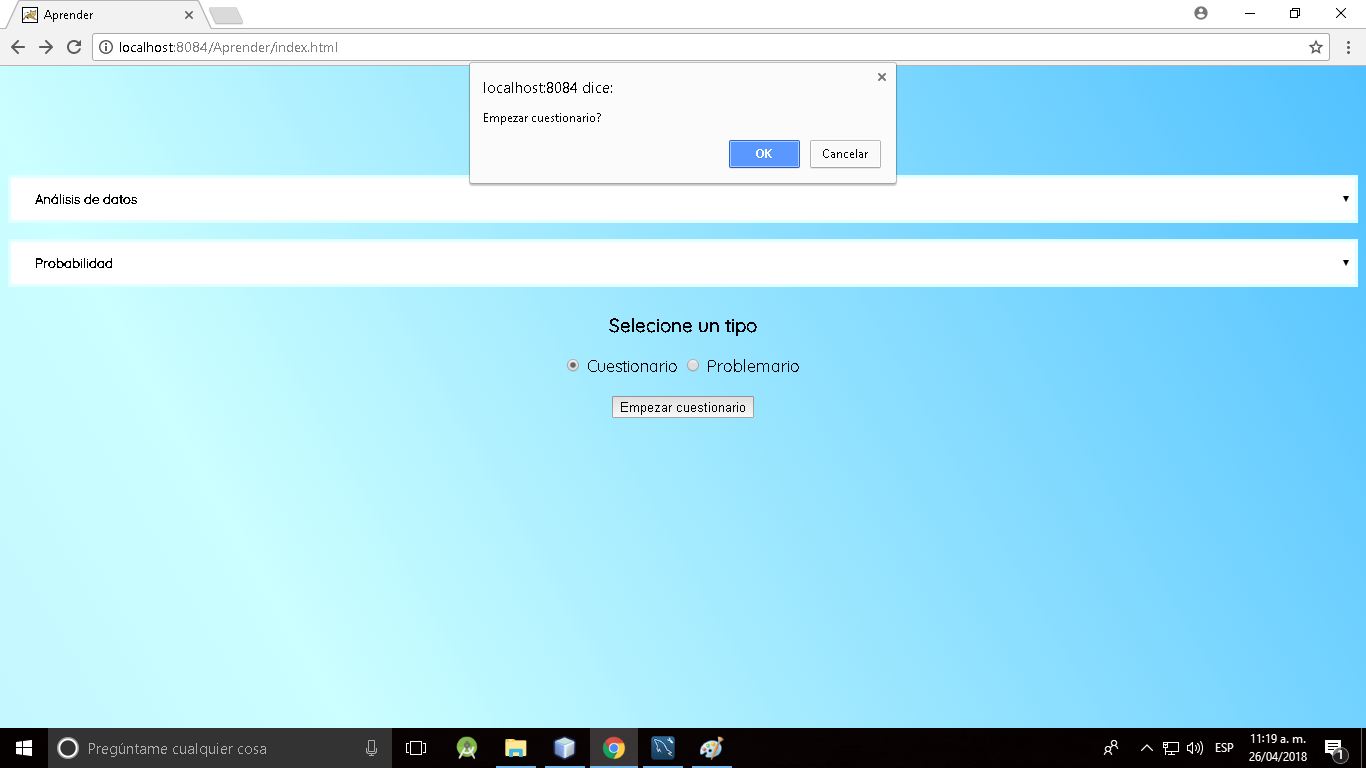 Aprender
localhost:8084/Aprender/index.html
localhost:8084 dice:
Empezar cuestionario?
OK Cancelar
Análisis de datos
Probabilidad
Selecione un tipo
Cuestionario Problemario
Empezar cuestionario
Pregúntame cualquier cosa
ESP
11:19 a. m.
26/04/2018
1